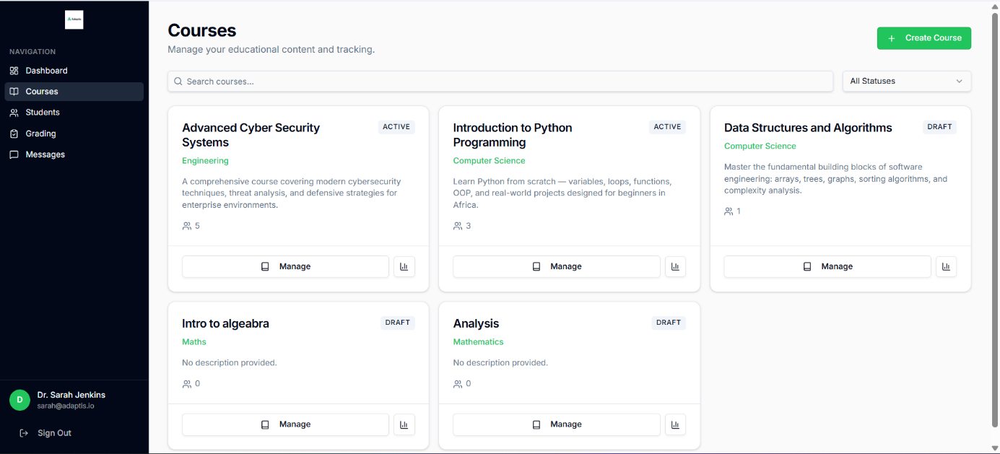 Adaptis
NAVIGATION
Dashboard
Courses
Students
Grading
Messages
D
Dr. Sarah Jenkins
sarah@adaptis.io
Sign Out
Courses
Manage your educational content and tracking.
+ Create Course
Search courses...
All Statuses
Advanced Cyber Security
Systems
ACTIVE
Engineering
A comprehensive course covering modern cybersecurity
techniques, threat analysis, and defensive strategies for
enterprise environments.
5
Manage
Introduction to Python
Programming
ACTIVE
Computer Science
Learn Python from scratch — variables, loops, functions,
OOP, and real-world projects designed for beginners in
Africa.
3
Manage
Data Structures and Algorithms
DRAFT
Computer Science
Master the fundamental building blocks of software
engineering: arrays, trees, graphs, sorting algorithms, and
complexity analysis.
1
Manage
Intro to algeabra
DRAFT
Maths
No description provided.
0
Manage
Analysis
DRAFT
Mathematics
No description provided.
0
Manage